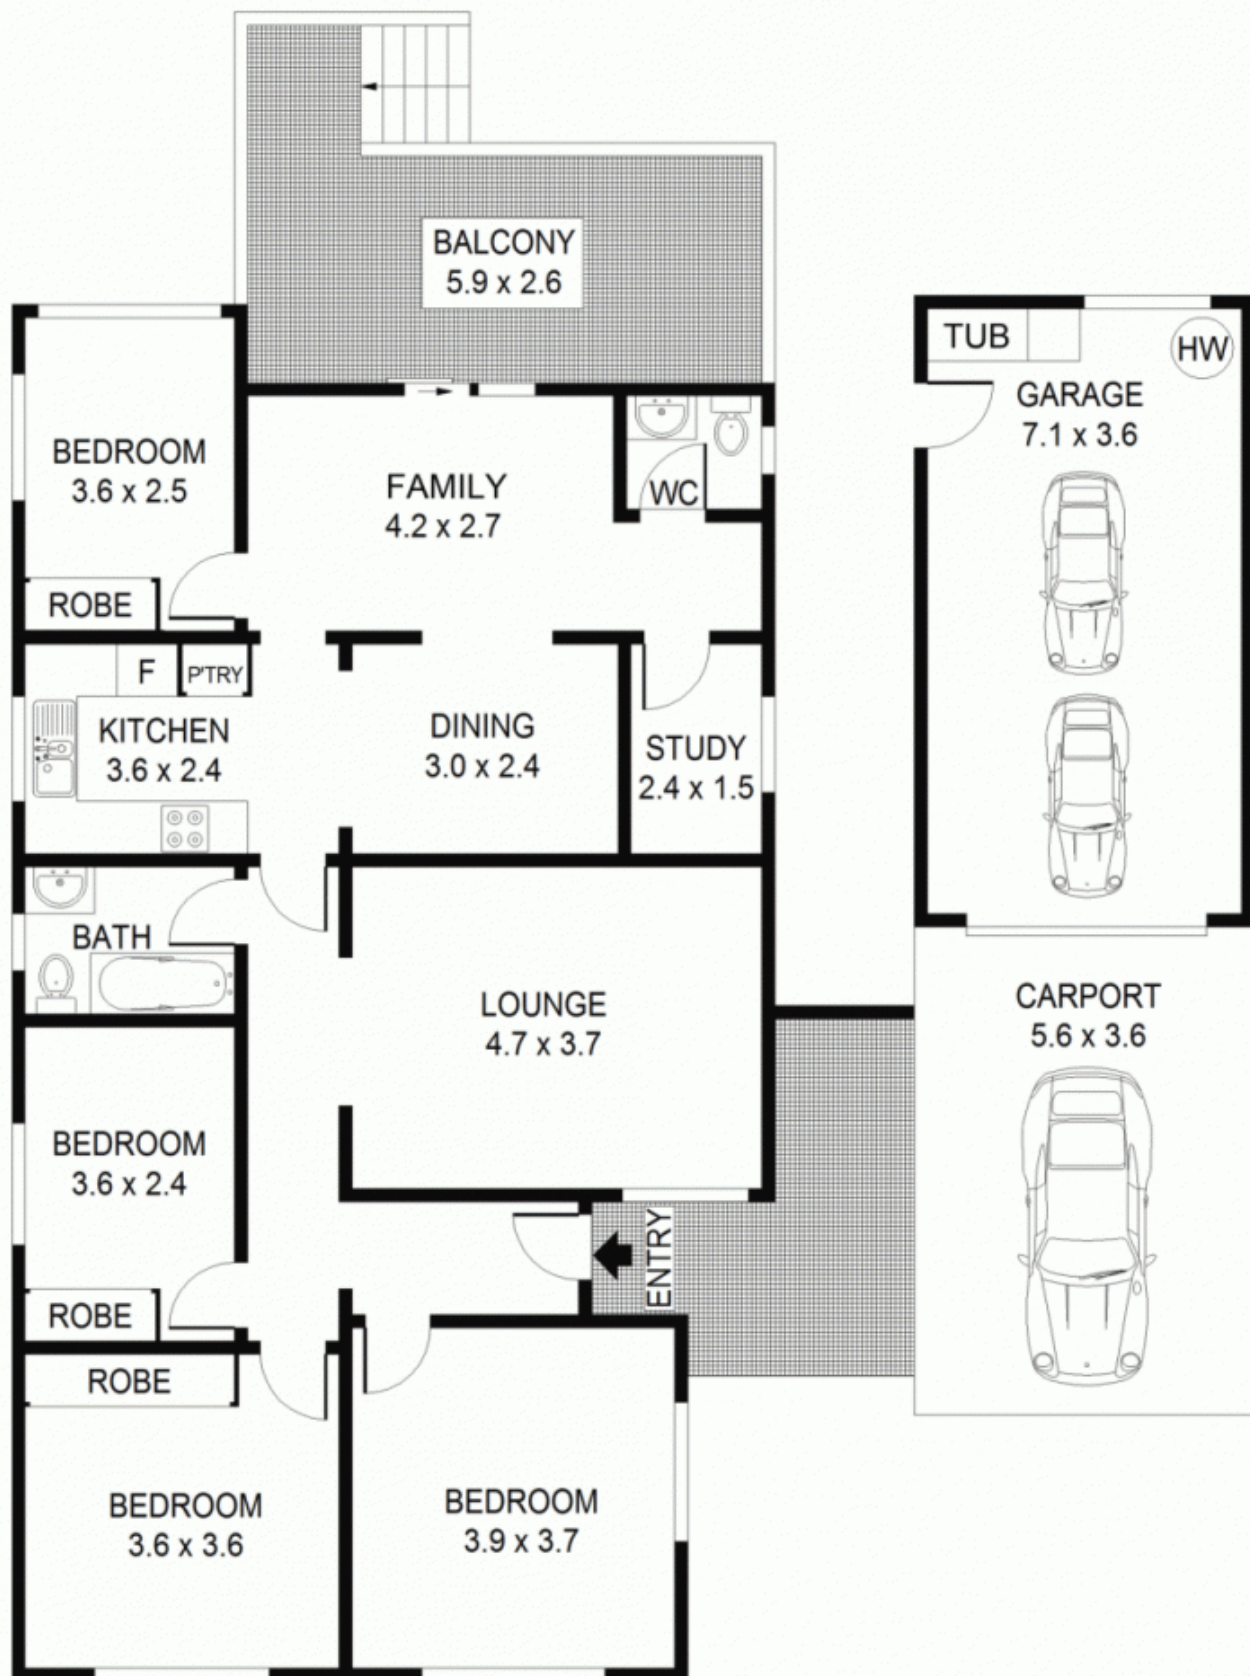 BALCONY
5.9 x 2.6
TUB
HW
GARAGE
7.1 x 3.6
BEDROOM
3.6 x 2.5
FAMILY
4.2 x 2.7
WC
ROBE
F
P'TRY
KITCHEN
3.6 x 2.4
DINING
3.0 x 2.4
STUDY
2.4 x 1.5
BATH
LOUNGE
4.7 x 3.7
CARPORT
5.6 x 3.6
BEDROOM
3.6 x 2.4
ENTRY
ROBE
ROBE
BEDROOM
3.6 x 3.6
BEDROOM
3.9 x 3.7